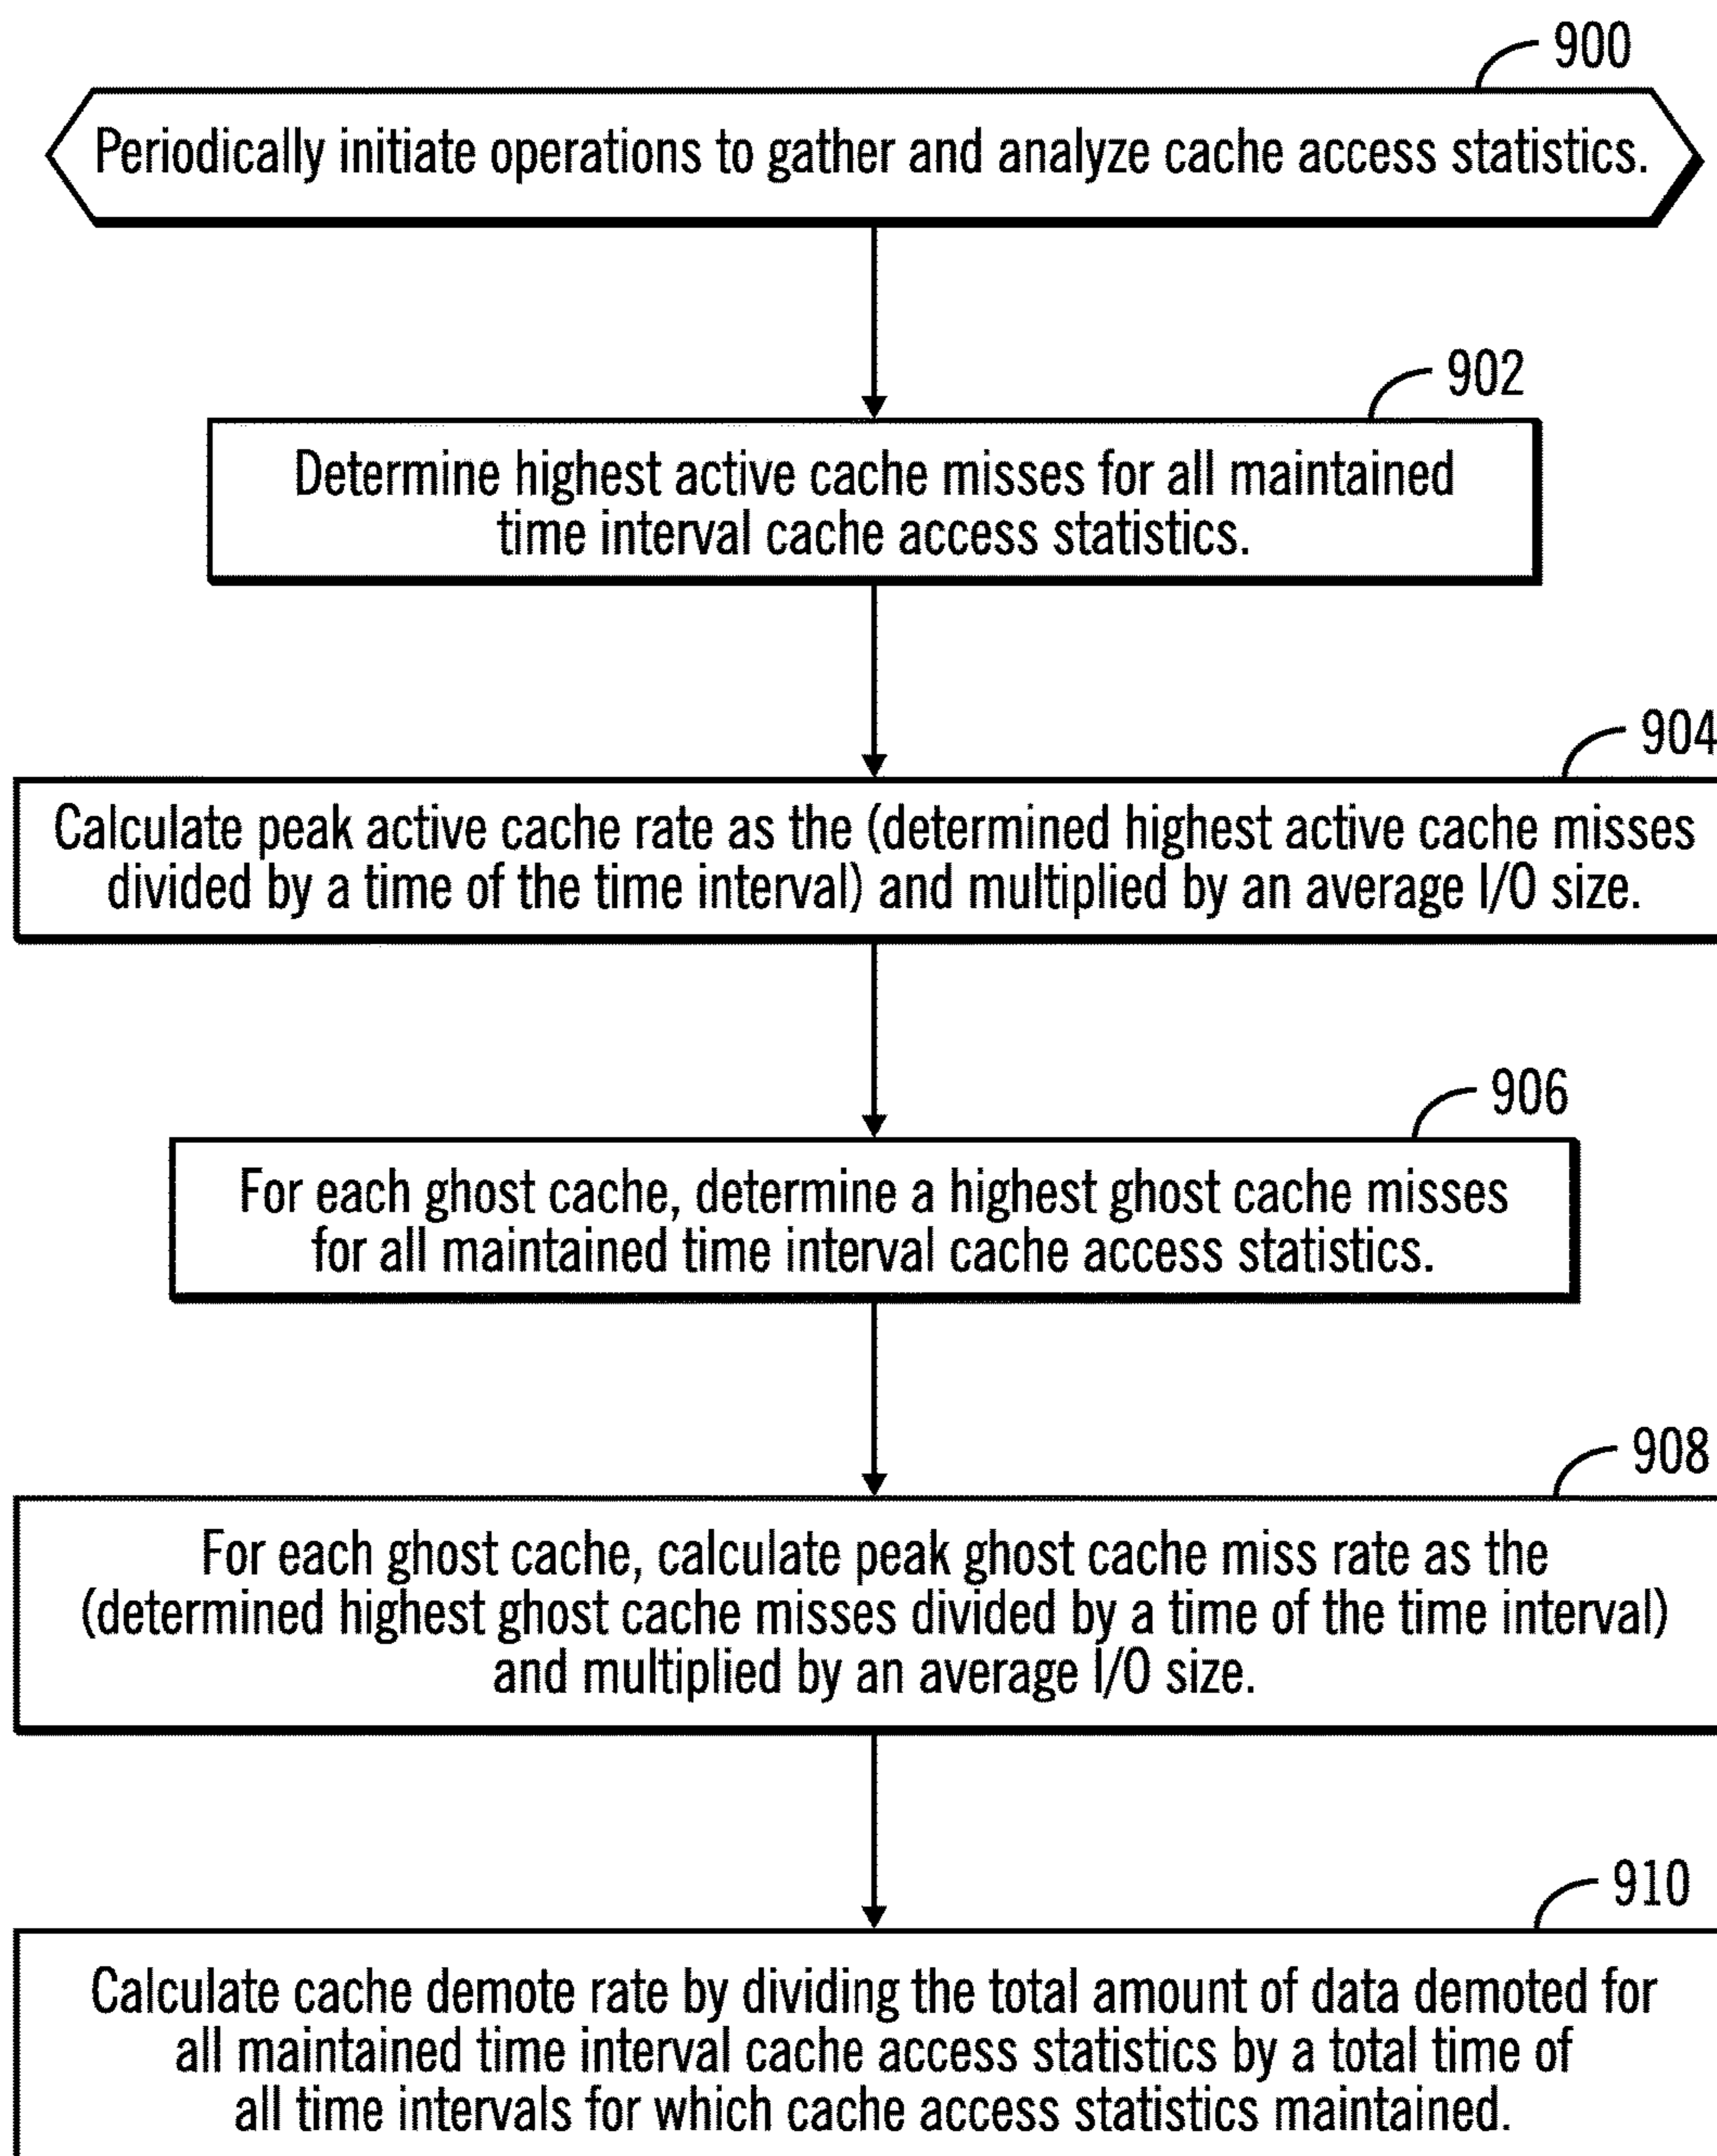 900
Periodically initiate operations to gather and analyze cache access statistics.
902
Determine highest active cache misses for all maintained
time interval cache access statistics.
904
Calculate peak active cache rate as the (determined highest active cache misses
divided by a time of the time interval) and multiplied by an average I/O size.
906
For each ghost cache, determine a highest ghost cache misses
for all maintained time interval cache access statistics.
908
For each ghost cache, calculate peak ghost cache miss rate as the
(determined highest ghost cache misses divided by a time of the time interval)
and multiplied by an average I/O size.
910
Calculate cache demote rate by dividing the total amount of data demoted for
all maintained time interval cache access statistics by a total time of
all time intervals for which cache access statistics maintained.